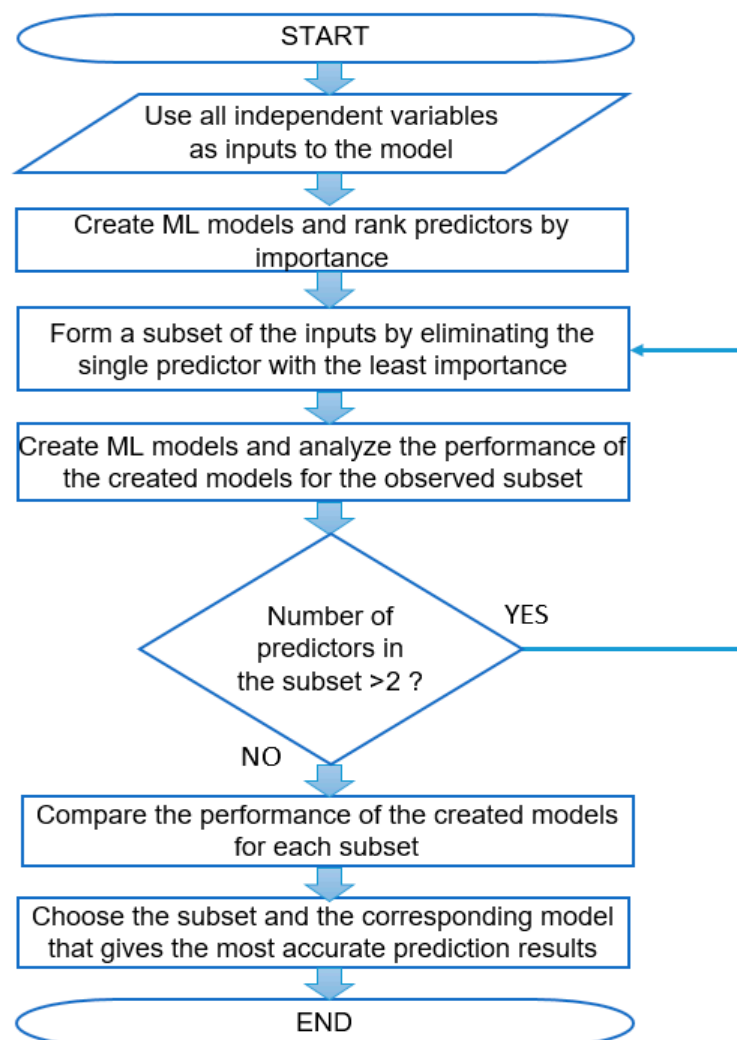 START
Use all independent variables
as inputs to the model
Create ML models and rank predictors by
importance
Form a subset of the inputs by eliminating the
single predictor with the least importance
Create ML models and analyze the performance of
the created models for the observed subset
Number of
predictors in
the subset >2 ?
YES
NO
Compare the performance of the created models
for each subset
Choose the subset and the corresponding model
that gives the most accurate prediction results
END